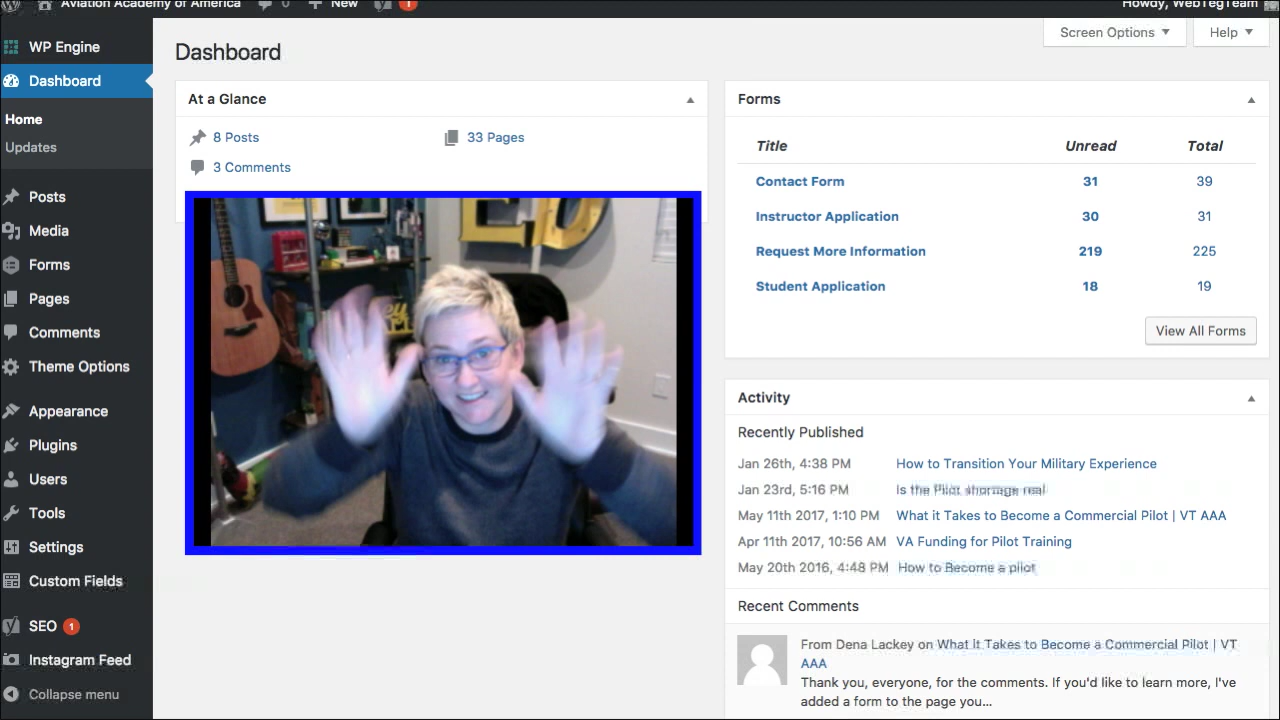 Aviation Academy of America 0 New 1 Howdy, WebTegTeam
WP Engine
Dashboard
Home
Updates
Posts
Media
Forms
Pages
Comments
Theme Options
Appearance
Plugins
Users
Tools
Settings
Custom Fields
SEO 1
Instagram Feed
Collapse menu
Screen Options Help
Dashboard
At a Glance
8 Posts 33 Pages
3 Comments
ED
Forms
Title Unread Total
Contact Form 31 39
Instructor Application 30 31
Request More Information 219 225
Student Application 18 19
View All Forms
Activity
Recently Published
Jan 26th, 4:38 PM How to Transition Your Military Experience
Jan 23rd, 5:16 PM Is the Pilot shortage real
May 11th 2017, 1:10 PM What it Takes to Become a Commercial Pilot | VT AAA
Apr 11th 2017, 10:56 AM VA Funding for Pilot Training
May 20th 2016, 4:48 PM How to Become a pilot
Recent Comments
From Dena Lackey on What It Takes to Become a Commercial Pilot | VT
AAA
Thank you, everyone, for the comments. If you'd like to learn more, I've
added a form to the page you...